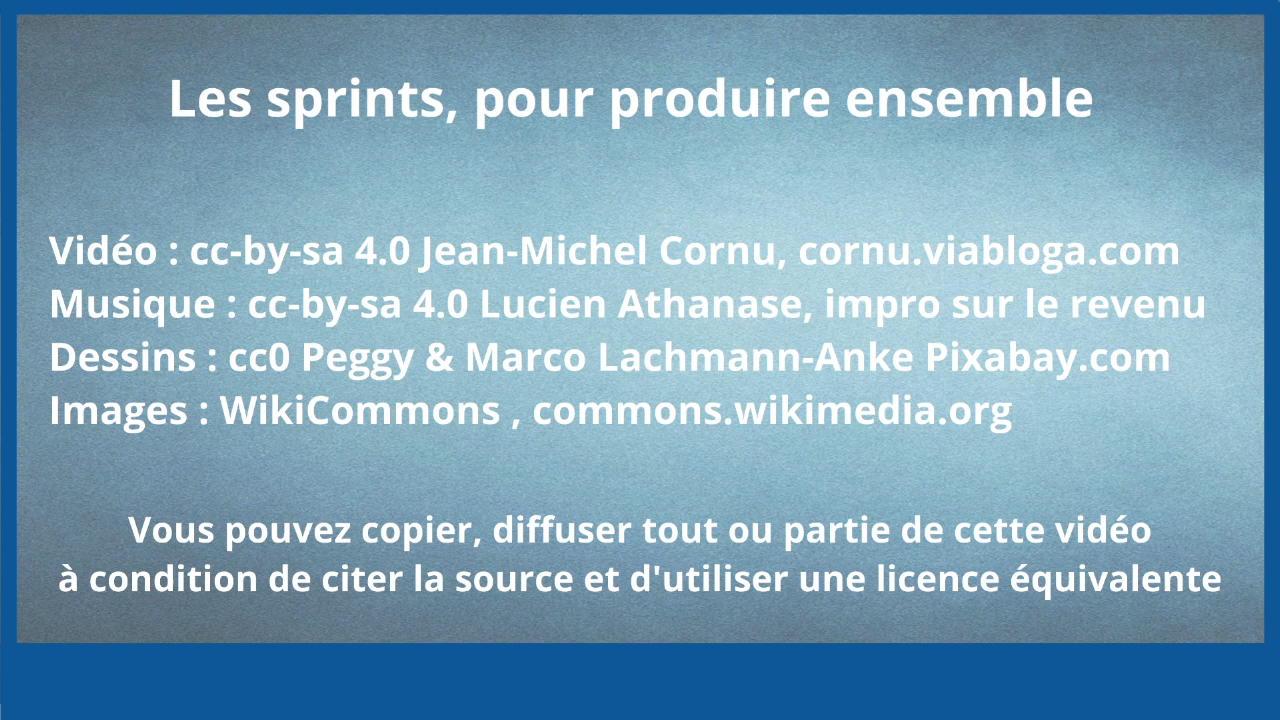 Les sprints, pour produire ensemble
Vidéo : cc-by-sa 4.0 Jean-Michel Cornu, cornu.viabloga.com
Musique : cc-by-sa 4.0 Lucien Athanase, impro sur le revenu
Dessins : cc0 Peggy & Marco Lachmann-Anke Pixabay.com
Images : WikiCommons , commons.wikimedia.org
Vous pouvez copier, diffuser tout ou partie de cette vidéo
à condition de citer la source et d'utiliser une licence équivalente